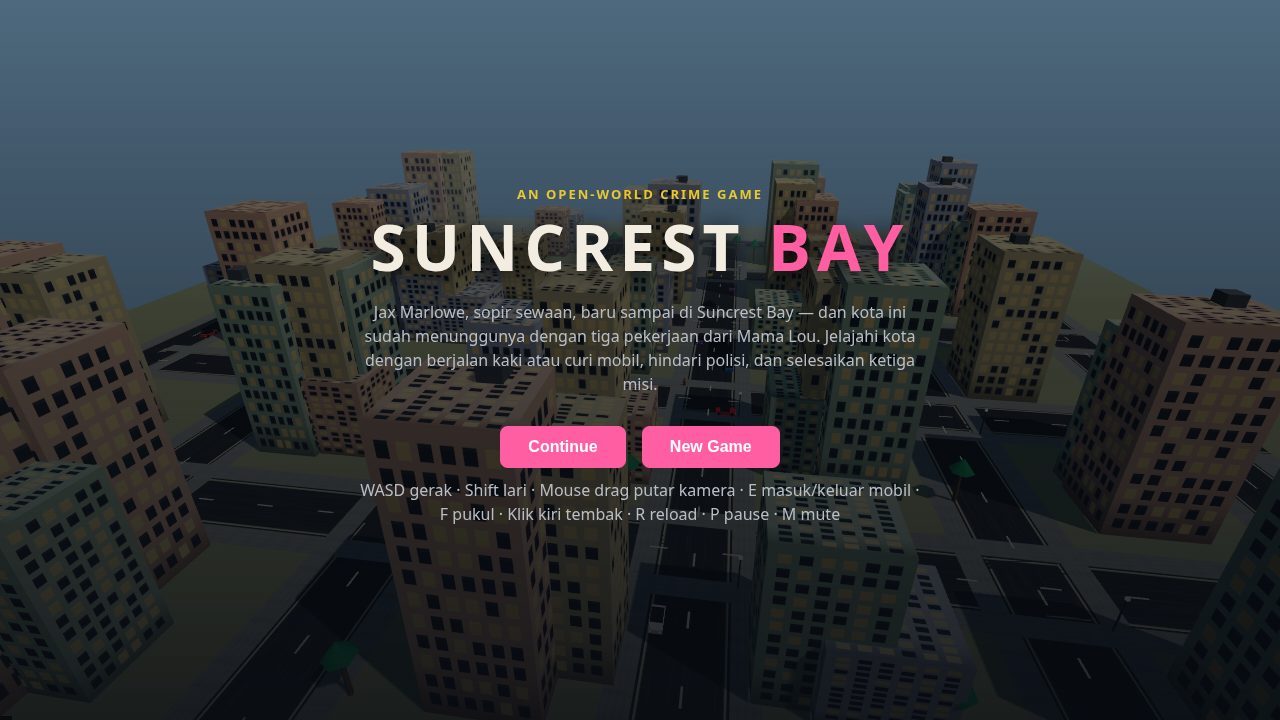 AN OPEN-WORLD CRIME GAME
SUNCREST BAY
Jax Marlowe, sopir sewaan, baru sampai di Suncrest Bay — dan kota ini
sudah menunggunya dengan tiga pekerjaan dari Mama Lou. Jelajahi kota
dengan berjalan kaki atau curi mobil, hindari polisi, dan selesaikan ketiga
misi.
Continue New Game
WASD gerak · Shift lari · Mouse drag putar kamera · E masuk/keluar mobil ·
F pukul · Klik kiri tembak · R reload · P pause · M mute